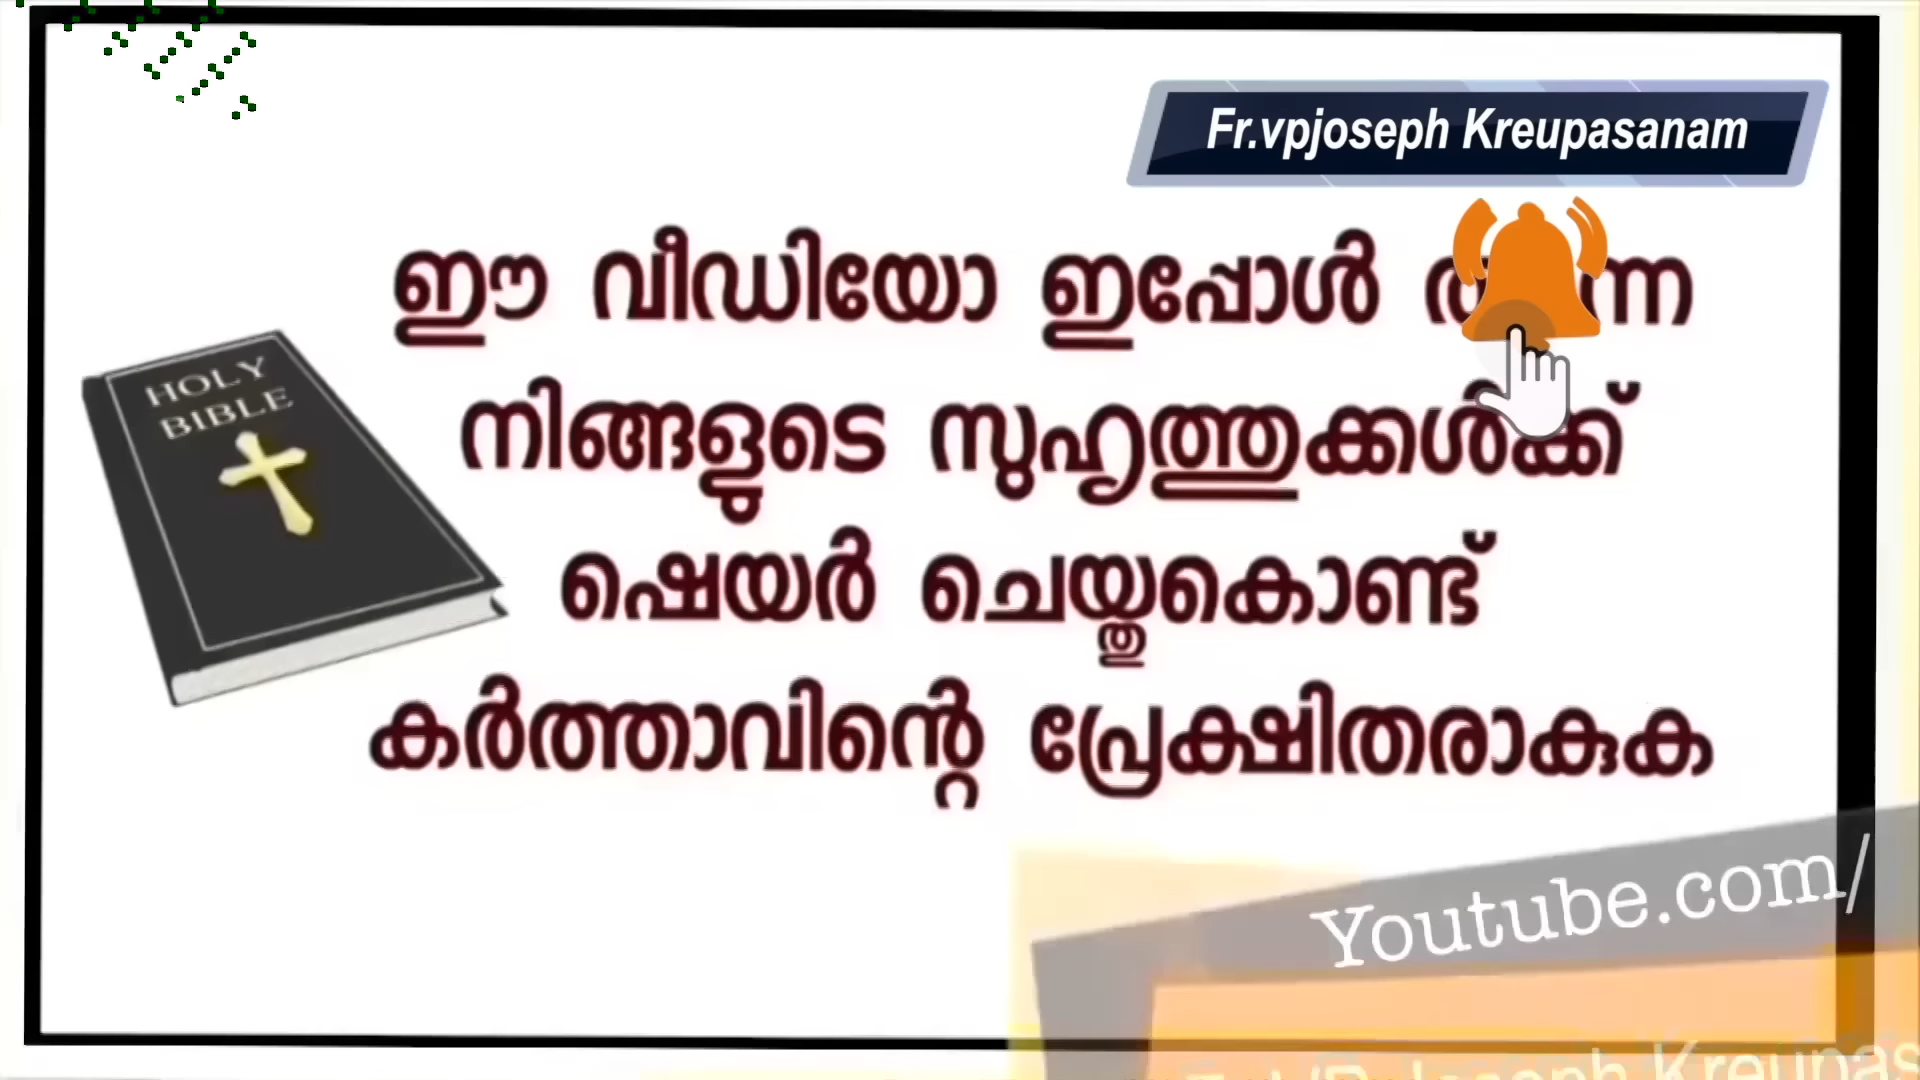 Fr.vpjoseph Kreupasanam
ഈ വീഡിയോ ഇപ്പോൾ
നിങ്ങളുടെ സുഹൃത്തുക്കൾക്ക്
ഷെയർ ചെയ്തുകൊണ്ട്
കർത്താവിന്റെ പ്രേക്ഷിതരാകുക
HOLY
BIBLE
Youtube.com/